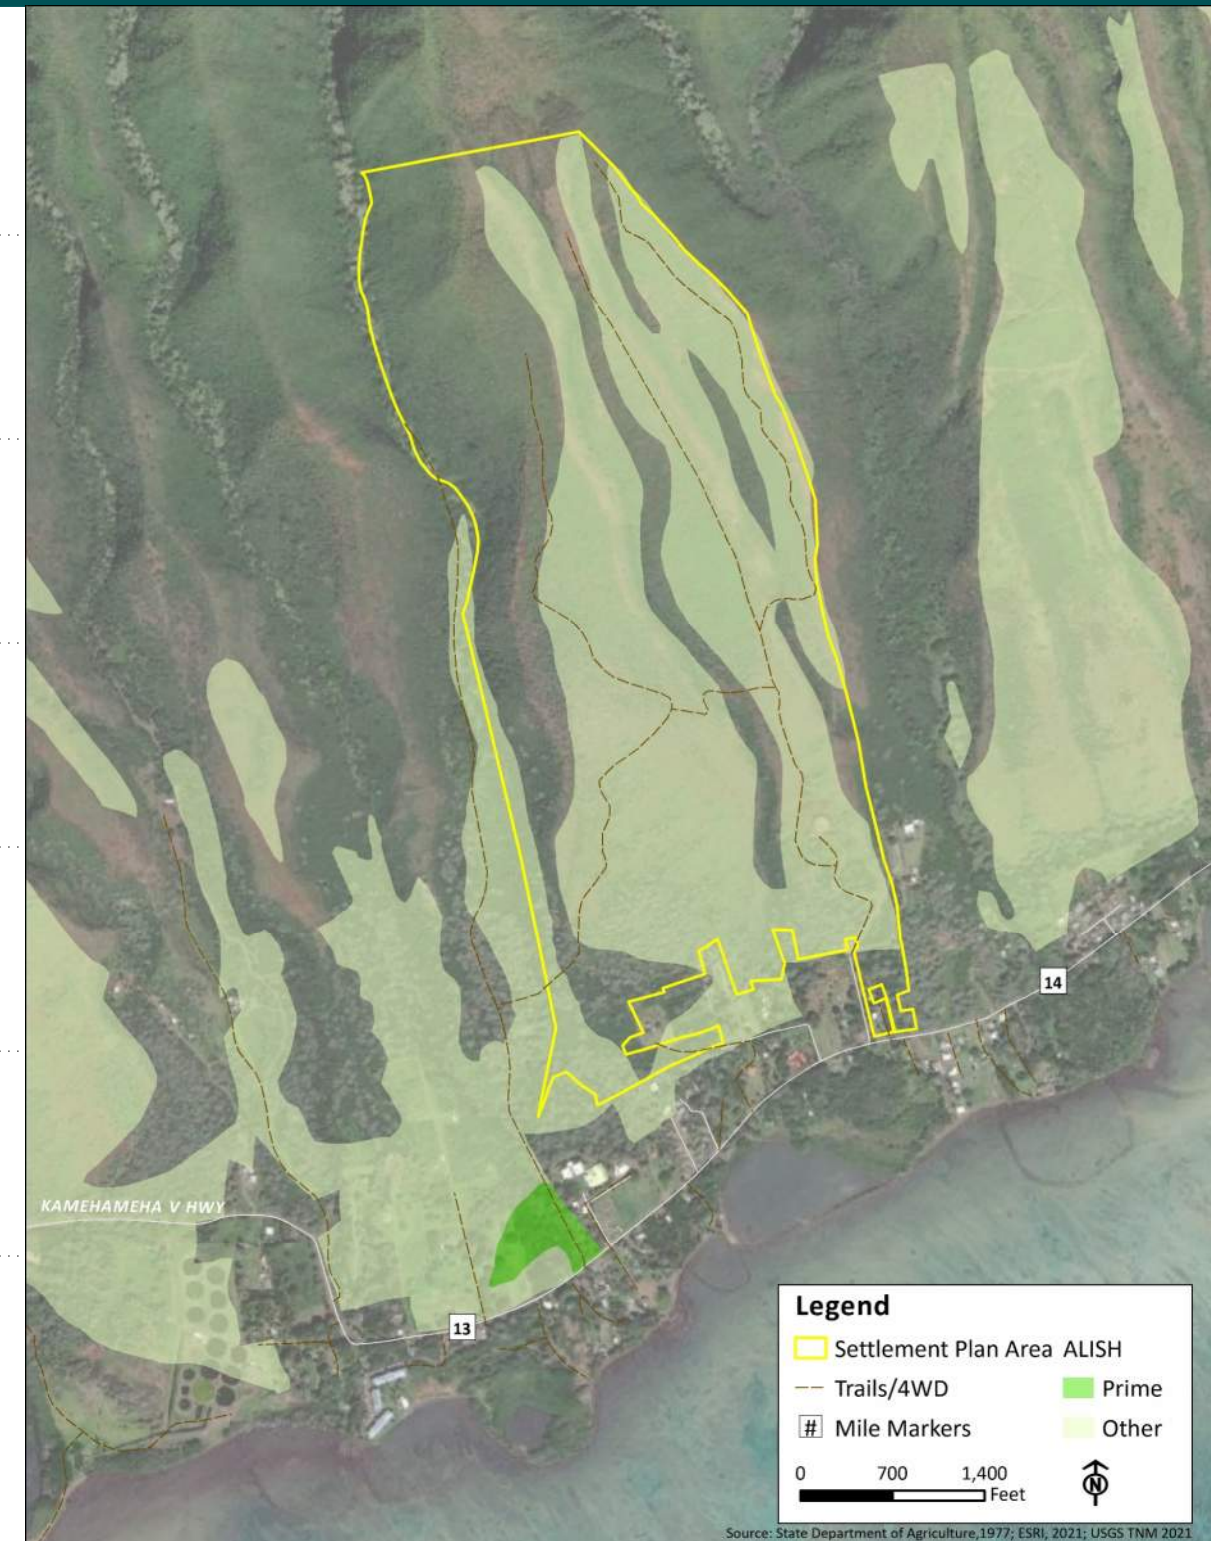 14
KAMEHAMEHA V HWY
13
Legend
Settlement Plan Area
Trails/4WD
# Mile Markers
ALISH
Prime
Other
0 700 1,400
Feet
N
Source: State Department of Agriculture,1977; ESRI, 2021; USGS TNM 2021